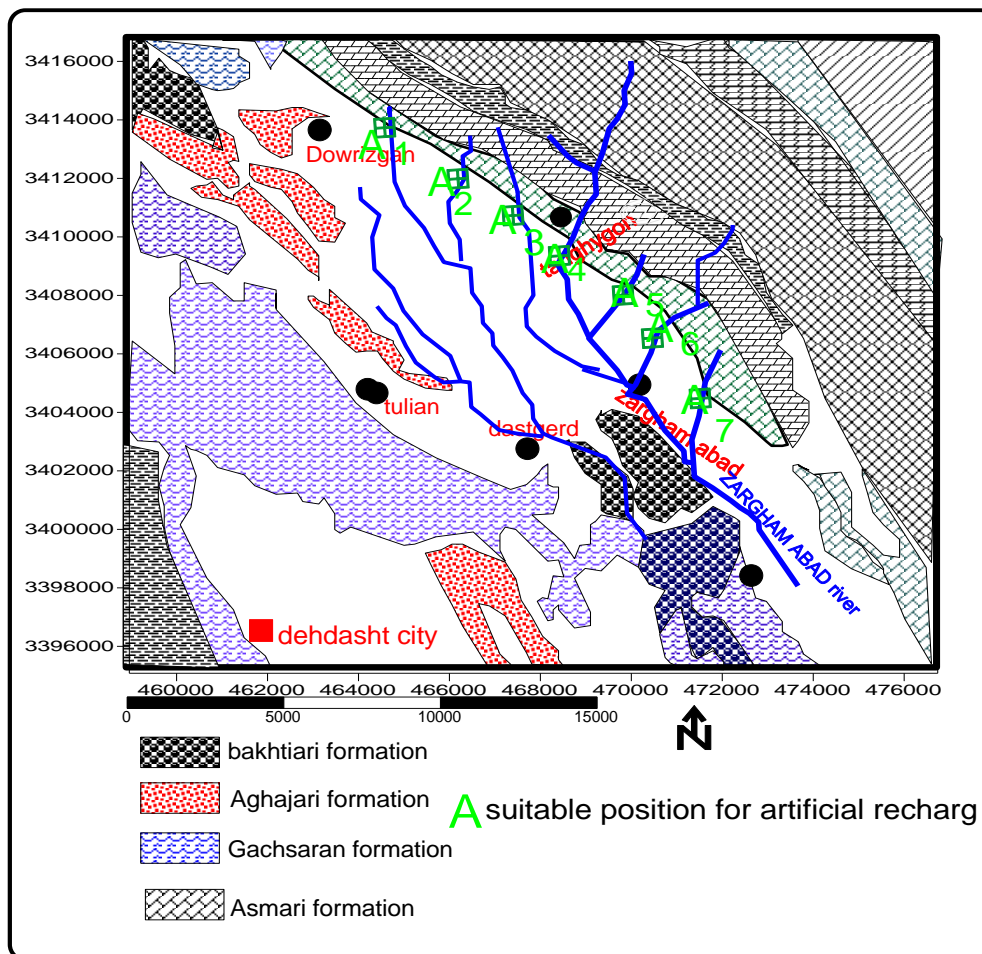 3416000
3414000
3412000
3410000
3408000
3406000
3404000
3402000
3400000
3398000
3396000
Dowrizgan
A 1
A 2
A 3
A 4
A 5
A 6
A 7
tulian
dastgerd
zargham abad
ZARGHAM ABAD river
dehdasht city
460000 462000 464000 466000 468000 470000 472000 474000 476000
0 5000 10000 15000
N
bakhtiari formation
Aghajari formation
Gachsaran formation
Asmari formation
A suitable position for artificial recharg